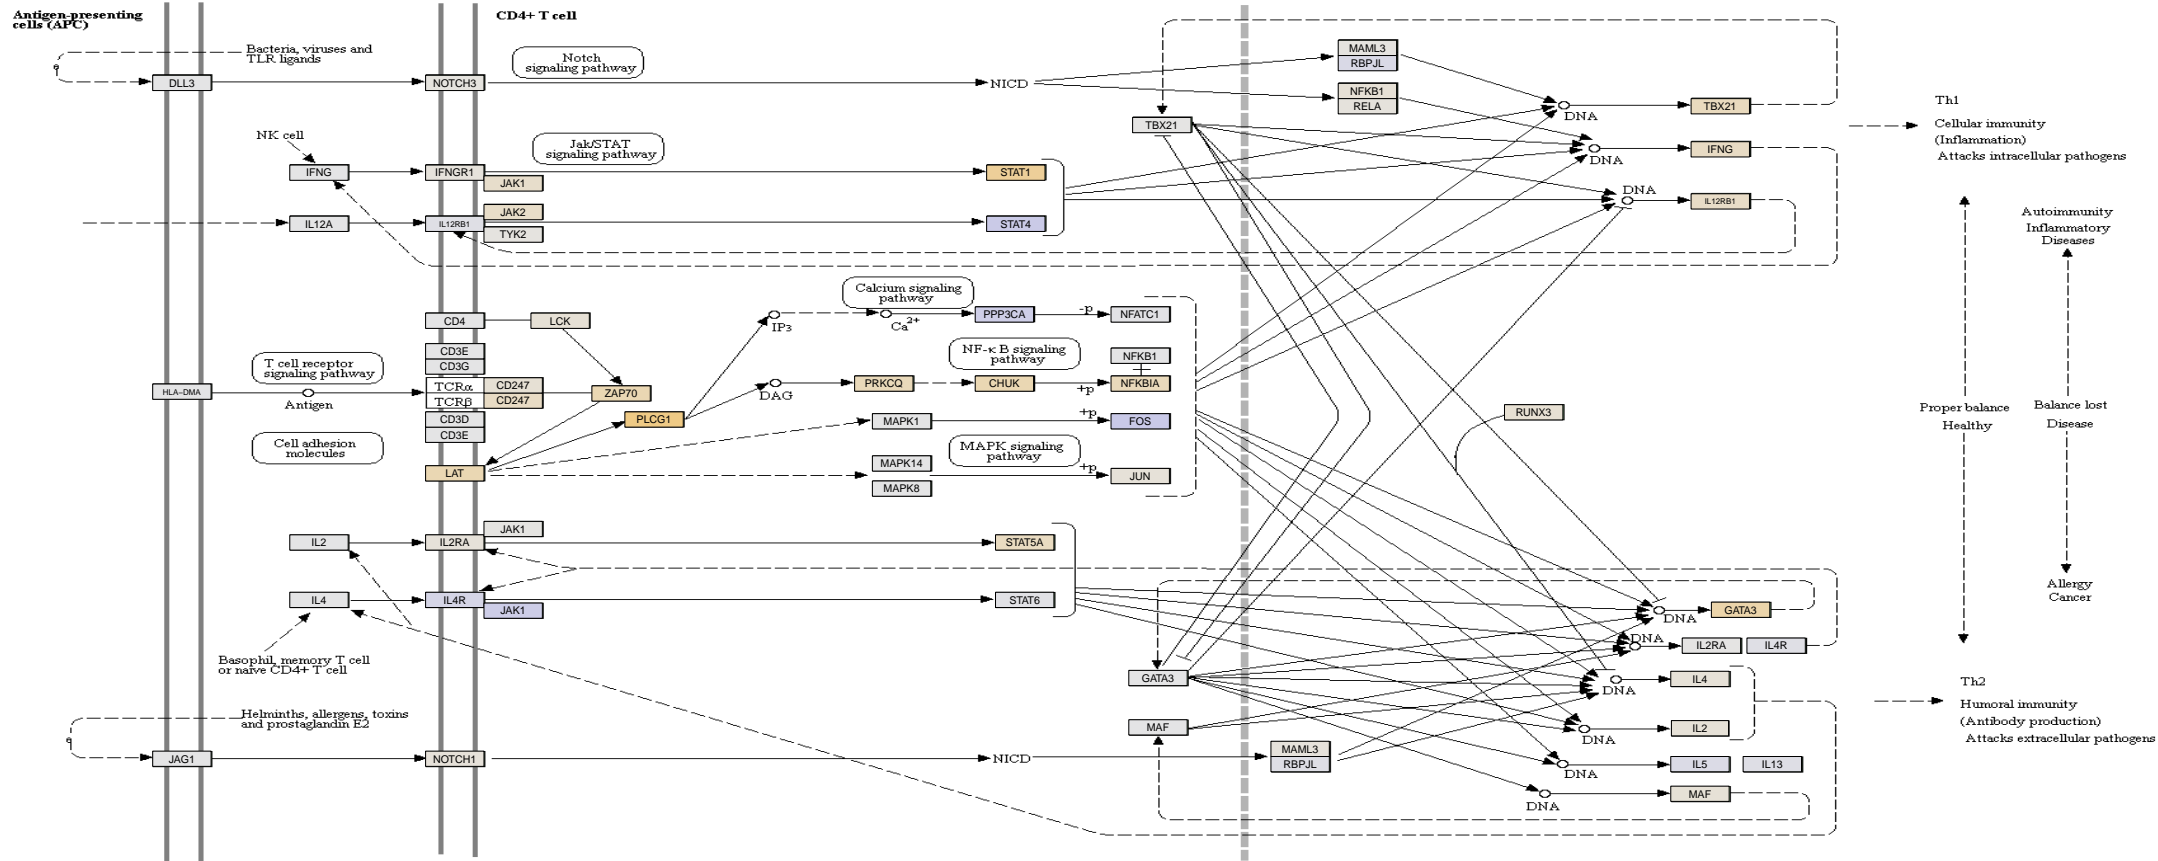 Antigen-presenting
cells (APC)
CD4+ T cell
Bacteria, viruses and
TLR ligands
Notch
signaling pathway
DLL3
NOTCH3
NICD
MAML3
RBPJL
NFKB1
RELA
DNA
TBX21
TBX21
Th1
Cellular immunity
(Inflammation)
Attacks intracellular pathogens
NK cell
Jak/STAT
signaling pathway
IFNG
IFNGR1
JAK1
STAT1
DNA
IFNG
IL12A
IL12RB1
JAK2
TYK2
STAT4
DNA
IL12RB1
Autoimmunity
Inflammatory
Diseases
Calcium signaling
pathway
CD4
LCK
IP3
Ca2+
PPP3CA
-p
NFATC1
CD3E
CD3G
T cell receptor
signaling pathway
NF-κ B signaling
pathway
NFKB1
HLA-DMA
Antigen
TCRα
CD247
TCRβ
CD247
ZAP70
DAG
PRKCQ
CHUK
+p
NFKBIA
CD3D
CD3E
PLCG1
MAPK1
+p
FOS
RUNX3
Proper balance
Healthy
Balance lost
Disease
Cell adhesion
molecules
LAT
MAPK14
MAPK8
MAPK signaling
pathway
+p
JUN
IL2
IL2RA
JAK1
STAT5A
IL4
IL4R
JAK1
STAT6
DNA
GATA3
Allergy
Cancer
Basophil, memory T cell
or naive CD4+ T cell
DNA
IL2RA
IL4R
GATA3
DNA
IL4
Th2
Humoral immunity
(Antibody production)
Attacks extracellular pathogens
Helminths, allergens, toxins
and prostaglandin E2
MAF
DNA
IL2
JAG1
NOTCH1
NICD
MAML3
RBPJL
DNA
IL5
IL13
DNA
MAF